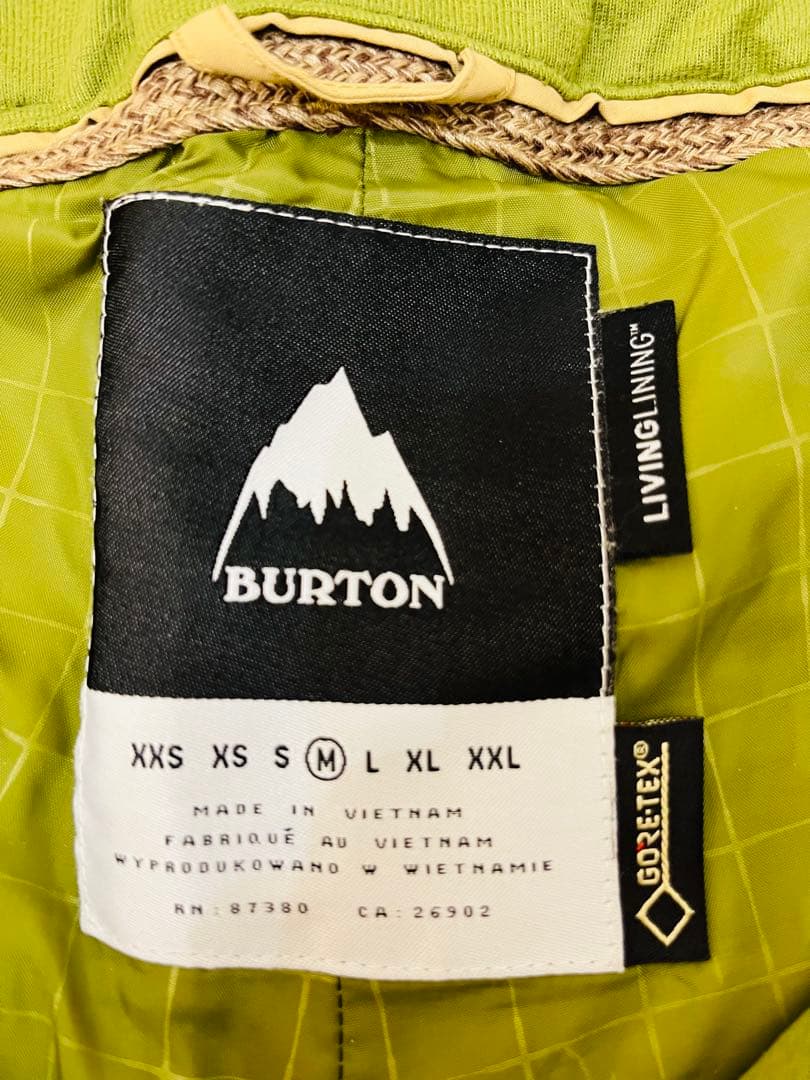 BURTON
LIVINGLINING™
XXS XS S M L XL XXL
MADE IN VIETNAM
FABRIQUÉ AU VIETNAM
WYPRODUKOWANO W WIETNAMIE
RN: 87380 CA: 26902
GORE-TEX®